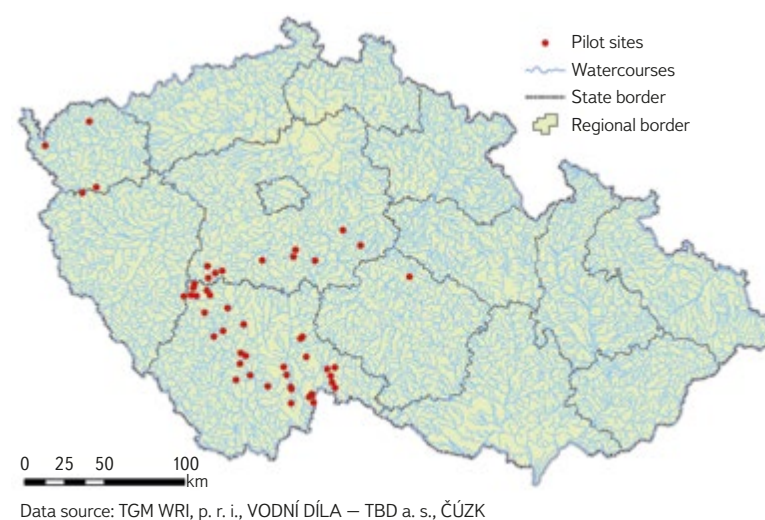 Pilot sites
Watercourses
State border
Regional border
0 25 50 100
km
Data source: TGM WRI, p. r. i., VODNÍ DÍLA – TBD a. s., ČÚZK